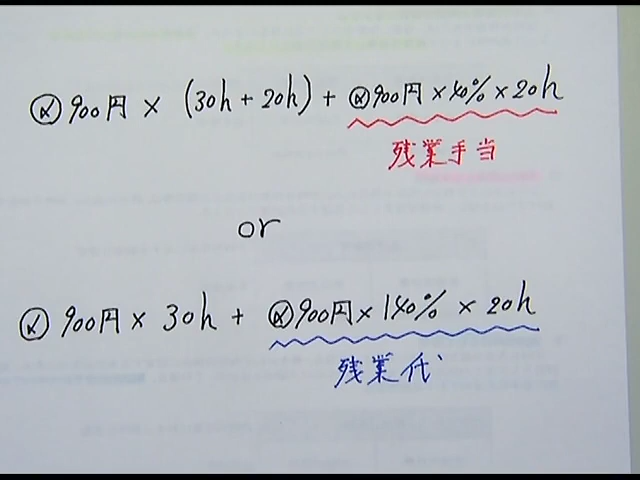 @900円 × (30h + 20h) + @900円 × 40% × 20h
残業手当
or
@900円 × 30h + @900円 × 140% × 20h
残業代